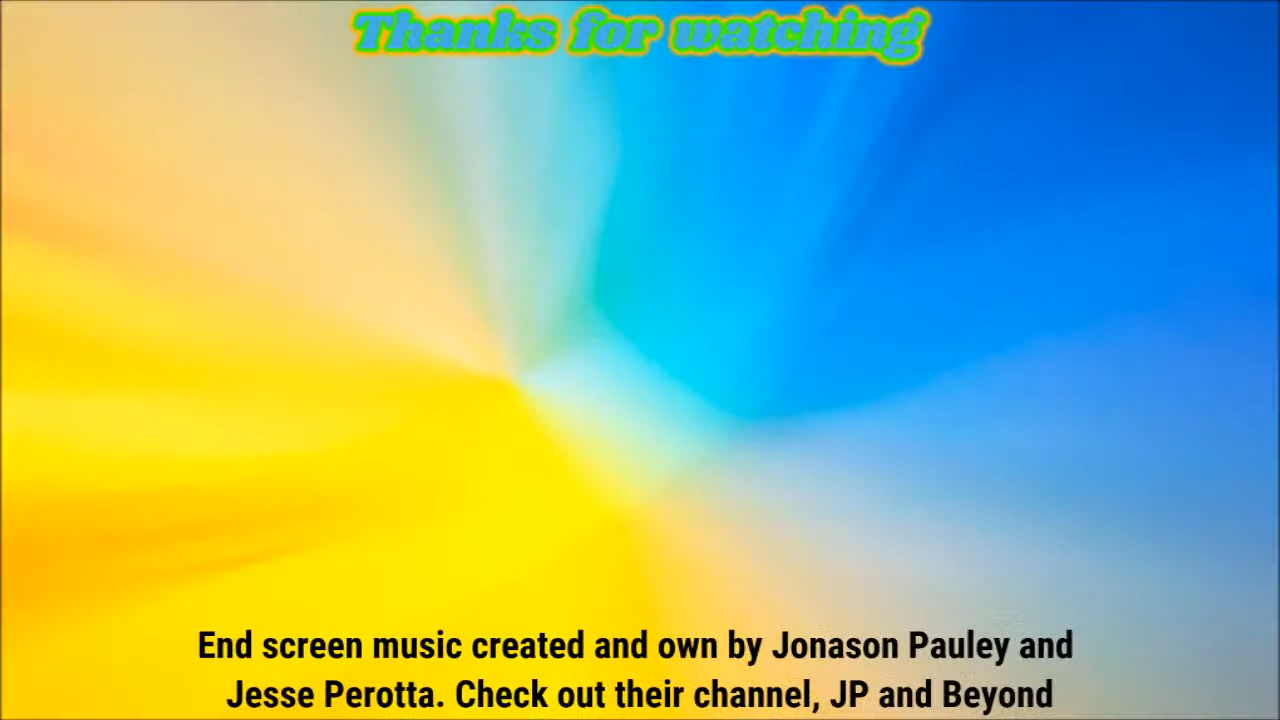 Thanks for watching
End screen music created and own by Jonason Pauley and
Jesse Perotta. Check out their channel, JP and Beyond